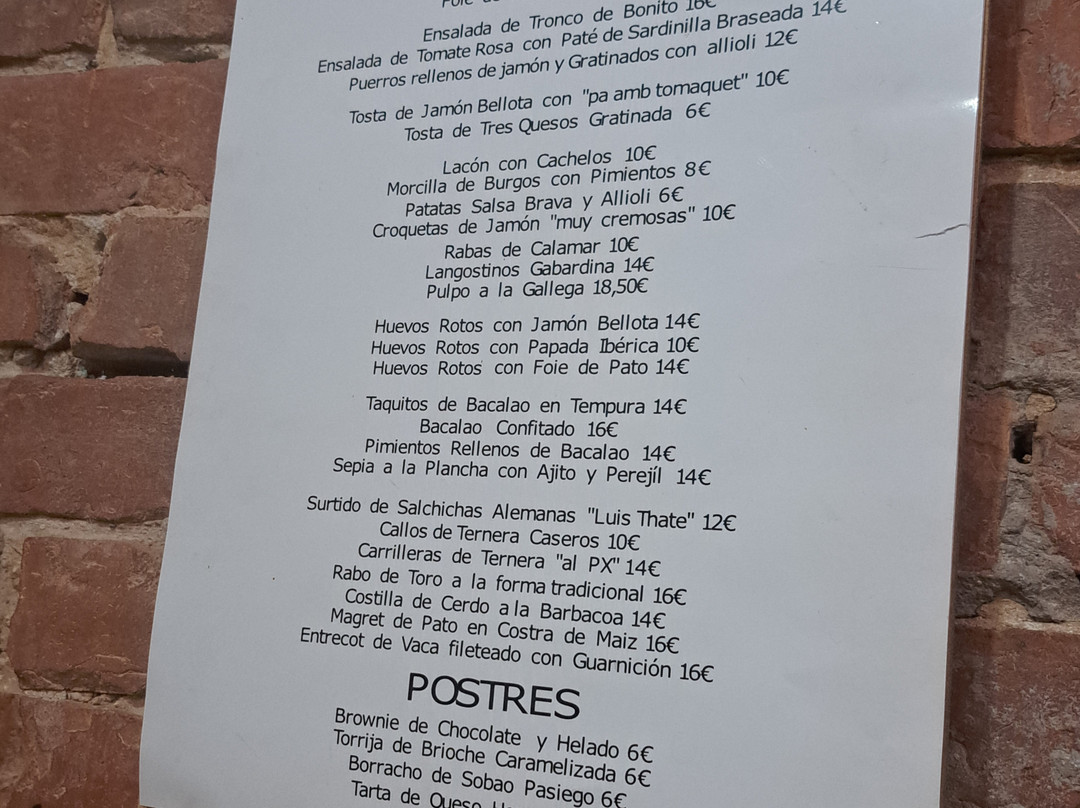 Foie
Ensalada de Tronco de Bonito 16€
Ensalada de Tomate Rosa con Paté de Sardinilla Braseada 14€
Puerros rellenos de jamón y Gratinados con allioli 12€
Tosta de Jamón Bellota con "pa amb tomaquet" 10€
Tosta de Tres Quesos Gratinada 6€
Lacón con Cachelos 10€
Morcilla de Burgos con Pimientos 8€
Patatas Salsa Brava y Allioli 6€
Croquetas de Jamón "muy cremosas" 10€
Rabas de Calamar 10€
Langostinos Gabardina 14€
Pulpo a la Gallega 18,50€
Huevos Rotos con Jamón Bellota 14€
Huevos Rotos con Papada Ibérica 10€
Huevos Rotos con Foie de Pato 14€
Taquitos de Bacalao en Tempura 14€
Bacalao Confitado 16€
Pimientos Rellenos de Bacalao 14€
Sepia a la Plancha con Ajito y Perejíl 14€
Surtido de Salchichas Alemanas "Luis Thate" 12€
Callos de Ternera Caseros 10€
Carrilleras de Ternera "al PX" 14€
Rabo de Toro a la forma tradicional 16€
Costilla de Cerdo a la Barbacoa 14€
Magret de Pato en Costra de Maiz 16€
Entrecot de Vaca fileteado con Guarnición 16€
POSTRES
Brownie de Chocolate y Helado 6€
Torrija de Brioche Caramelizada 6€
Borracho de Sobao Pasiego 6€
Tarta de Queso